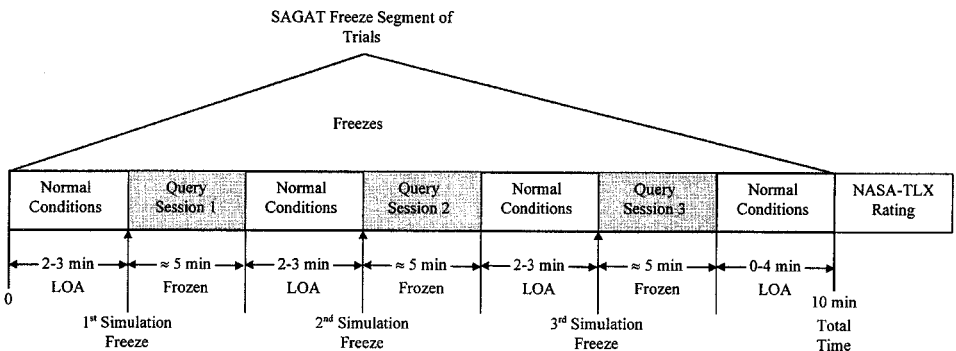 SAGAT Freeze Segment of
Trials
Freezes
Normal
Conditions
Query
Session 1
Normal
Conditions
Query
Session 2
Normal
Conditions
Query
Session 3
Normal
Conditions
NASA-TLX
Rating
2-3 min
≈ 5 min
2-3 min
≈ 5 min
2-3 min
≈ 5 min
0-4 min
0
LOA
Frozen
LOA
Frozen
LOA
Frozen
LOA
10 min
1st Simulation
Freeze
2nd Simulation
Freeze
3rd Simulation
Freeze
Total
Time